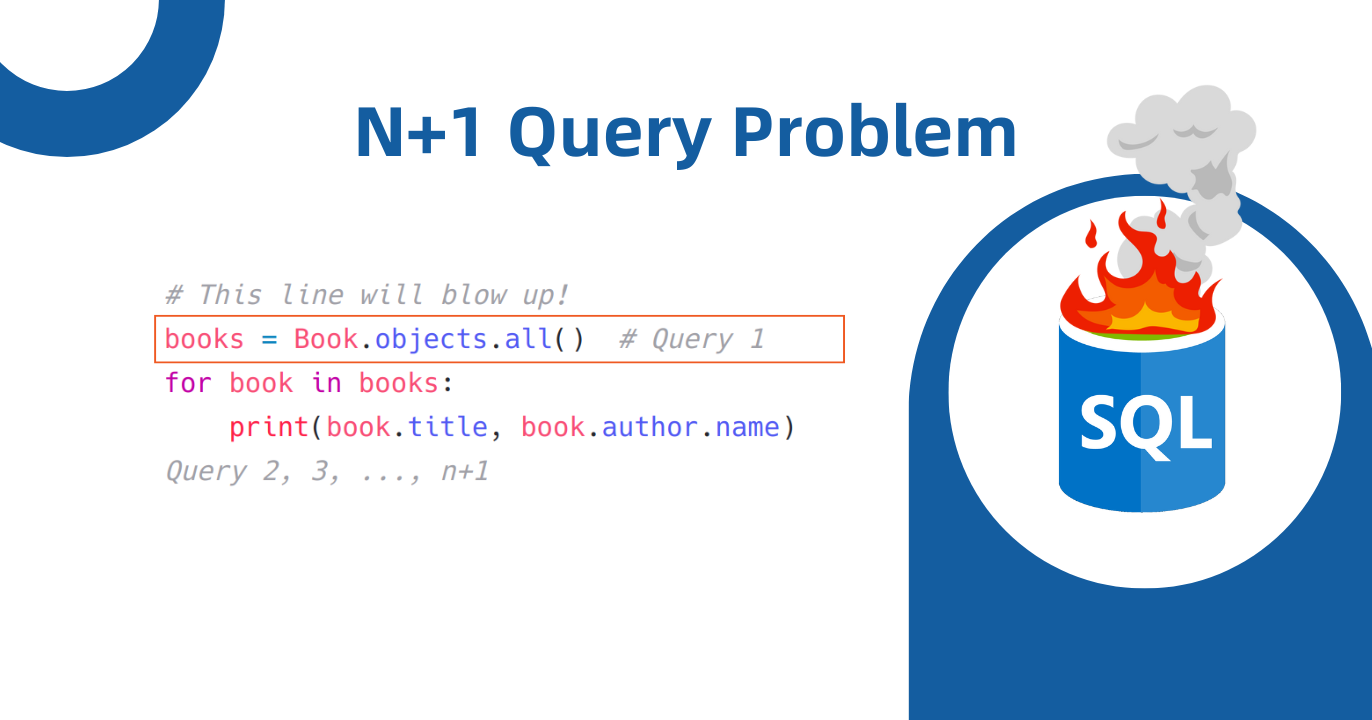 N+1 Query Problem
# This line will blow up!
books = Book.objects.all()  # Query 1
for book in books:
    print(book.title, book.author.name)
Query 2, 3, ..., n+1
SQL